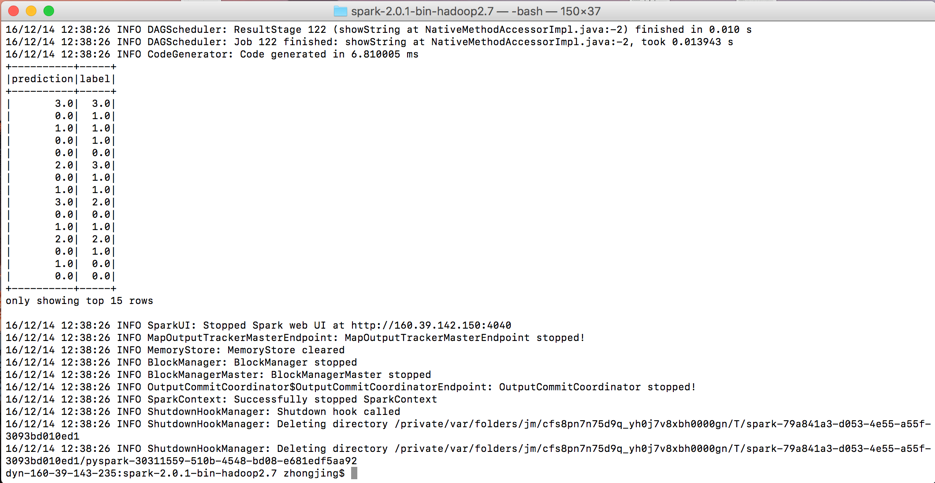 spark-2.0.1-bin-hadoop2.7 — -bash — 150×37
16/12/14 12:38:26 INFO DAGScheduler: ResultStage 122 (showString at NativeMethodAccessorImpl.java:-2) finished in 0.010 s
16/12/14 12:38:26 INFO DAGScheduler: Job 122 finished: showString at NativeMethodAccessorImpl.java:-2, took 0.013943 s
16/12/14 12:38:26 INFO CodeGenerator: Code generated in 6.810005 ms
+----------+-----+
|prediction|label|
+----------+-----+
|       3.0|  3.0|
|       0.0|  1.0|
|       1.0|  1.0|
|       0.0|  1.0|
|       0.0|  0.0|
|       2.0|  3.0|
|       0.0|  1.0|
|       1.0|  1.0|
|       3.0|  2.0|
|       0.0|  0.0|
|       1.0|  1.0|
|       2.0|  2.0|
|       0.0|  1.0|
|       1.0|  0.0|
|       0.0|  0.0|
+----------+-----+
only showing top 15 rows
16/12/14 12:38:26 INFO SparkUI: Stopped Spark web UI at http://160.39.142.150:4040
16/12/14 12:38:26 INFO MapOutputTrackerMasterEndpoint: MapOutputTrackerMasterEndpoint stopped!
16/12/14 12:38:26 INFO MemoryStore: MemoryStore cleared
16/12/14 12:38:26 INFO BlockManager: BlockManager stopped
16/12/14 12:38:26 INFO BlockManagerMaster: BlockManagerMaster stopped
16/12/14 12:38:26 INFO OutputCommitCoordinator$OutputCommitCoordinatorEndpoint: OutputCommitCoordinator stopped!
16/12/14 12:38:26 INFO SparkContext: Successfully stopped SparkContext
16/12/14 12:38:26 INFO ShutdownHookManager: Shutdown hook called
16/12/14 12:38:26 INFO ShutdownHookManager: Deleting directory /private/var/folders/jm/cfs8pn7n75d9q_yh0j7v8xbh0000gn/T/spark-79a841a3-d053-4e55-a55f-
3093bd010ed1
16/12/14 12:38:26 INFO ShutdownHookManager: Deleting directory /private/var/folders/jm/cfs8pn7n75d9q_yh0j7v8xbh0000gn/T/spark-79a841a3-d053-4e55-a55f-
3093bd010ed1/pyspark-30311559-510b-4548-bd08-e681edf5aa92
dyn-160-39-143-235:spark-2.0.1-bin-hadoop2.7 zhongjing$